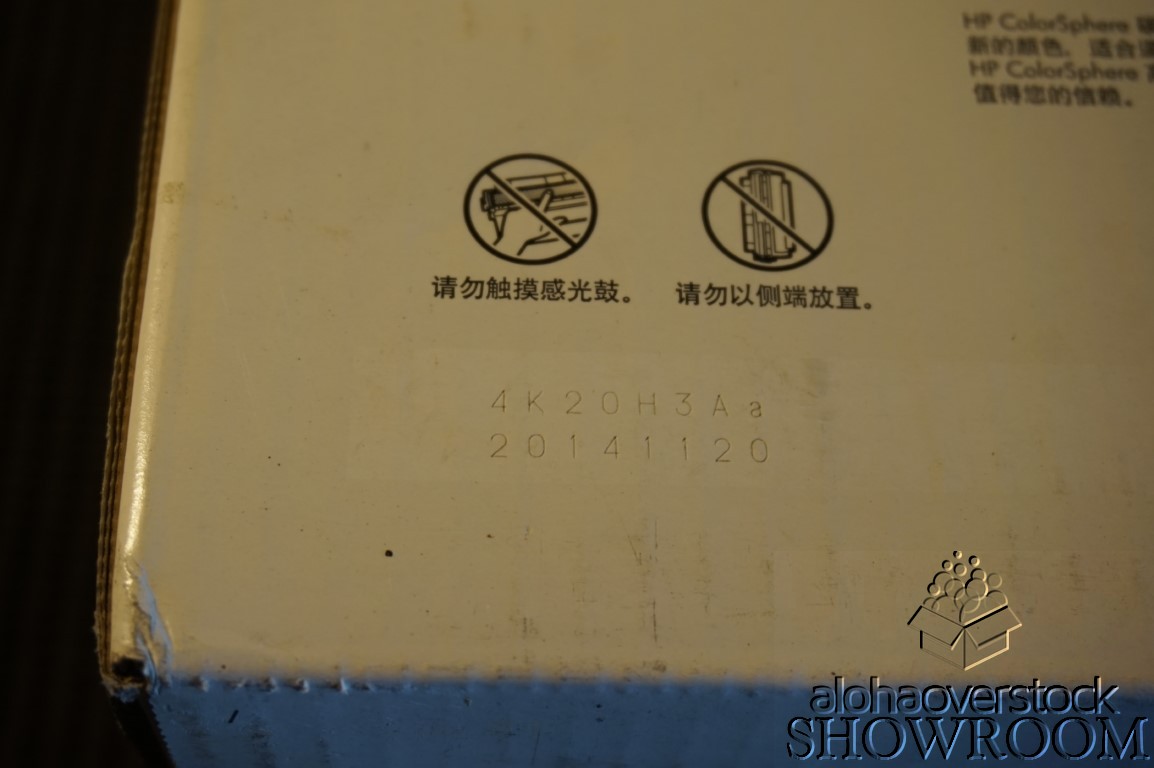 HP ColorSphere 碳
新的颜色，适合
HP ColorSphere
值得您的信赖。
请勿触摸感光鼓。 请勿以侧端放置。
4K20H3Aa
20141120
alohaoverstock
SHOWROOM